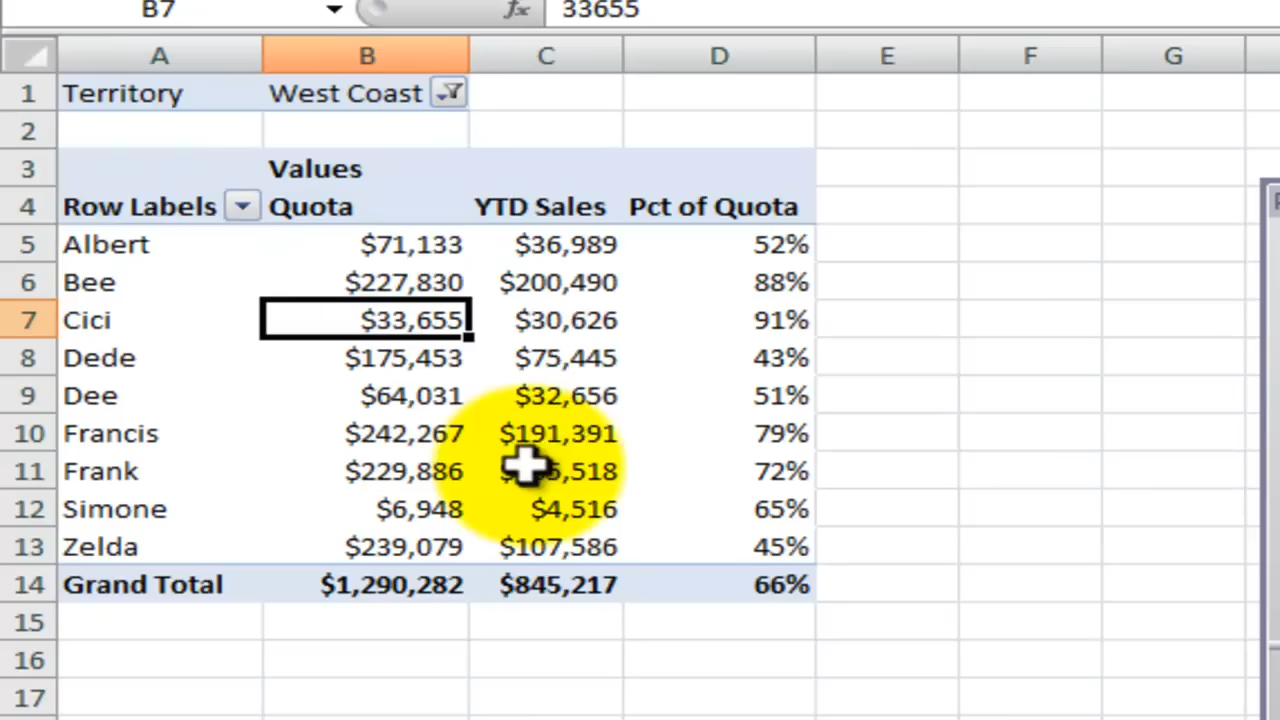 B7 fx 33655
A B C D E F G
1 Territory West Coast
2
3 Values
4 Row Labels Quota YTD Sales Pct of Quota
5 Albert $71,133 $36,989 52%
6 Bee $227,830 $200,490 88%
7 Cici $33,655 $30,626 91%
8 Dede $175,453 $75,445 43%
9 Dee $64,031 $32,656 51%
10 Francis $242,267 $191,391 79%
11 Frank $229,886 72%
12 Simone $6,948 $4,516 65%
13 Zelda $239,079 $107,586 45%
14 Grand Total $1,290,282 $845,217 66%
15
16
17